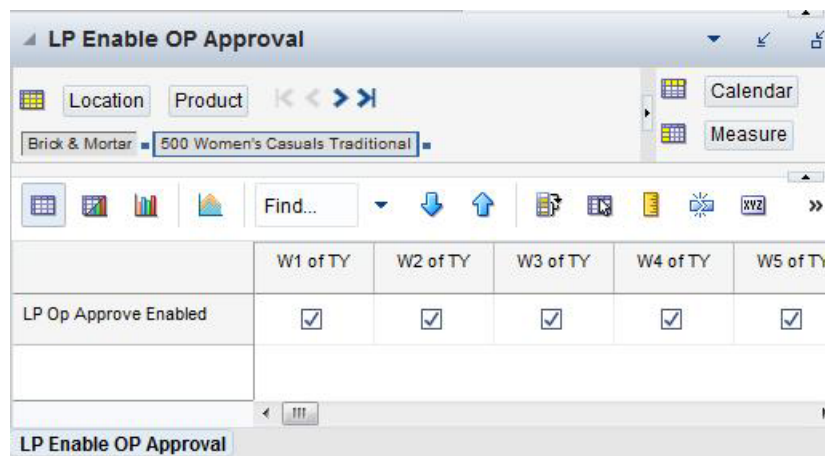 LP Enable OP Approval
Location Product
Calendar
Brick & Mortar 500 Women's Casuals Traditional
Measure
Find... XYZ
W1 of TY W2 of TY W3 of TY W4 of TY W5 of TY
LP Op Approve Enabled
LP Enable OP Approval